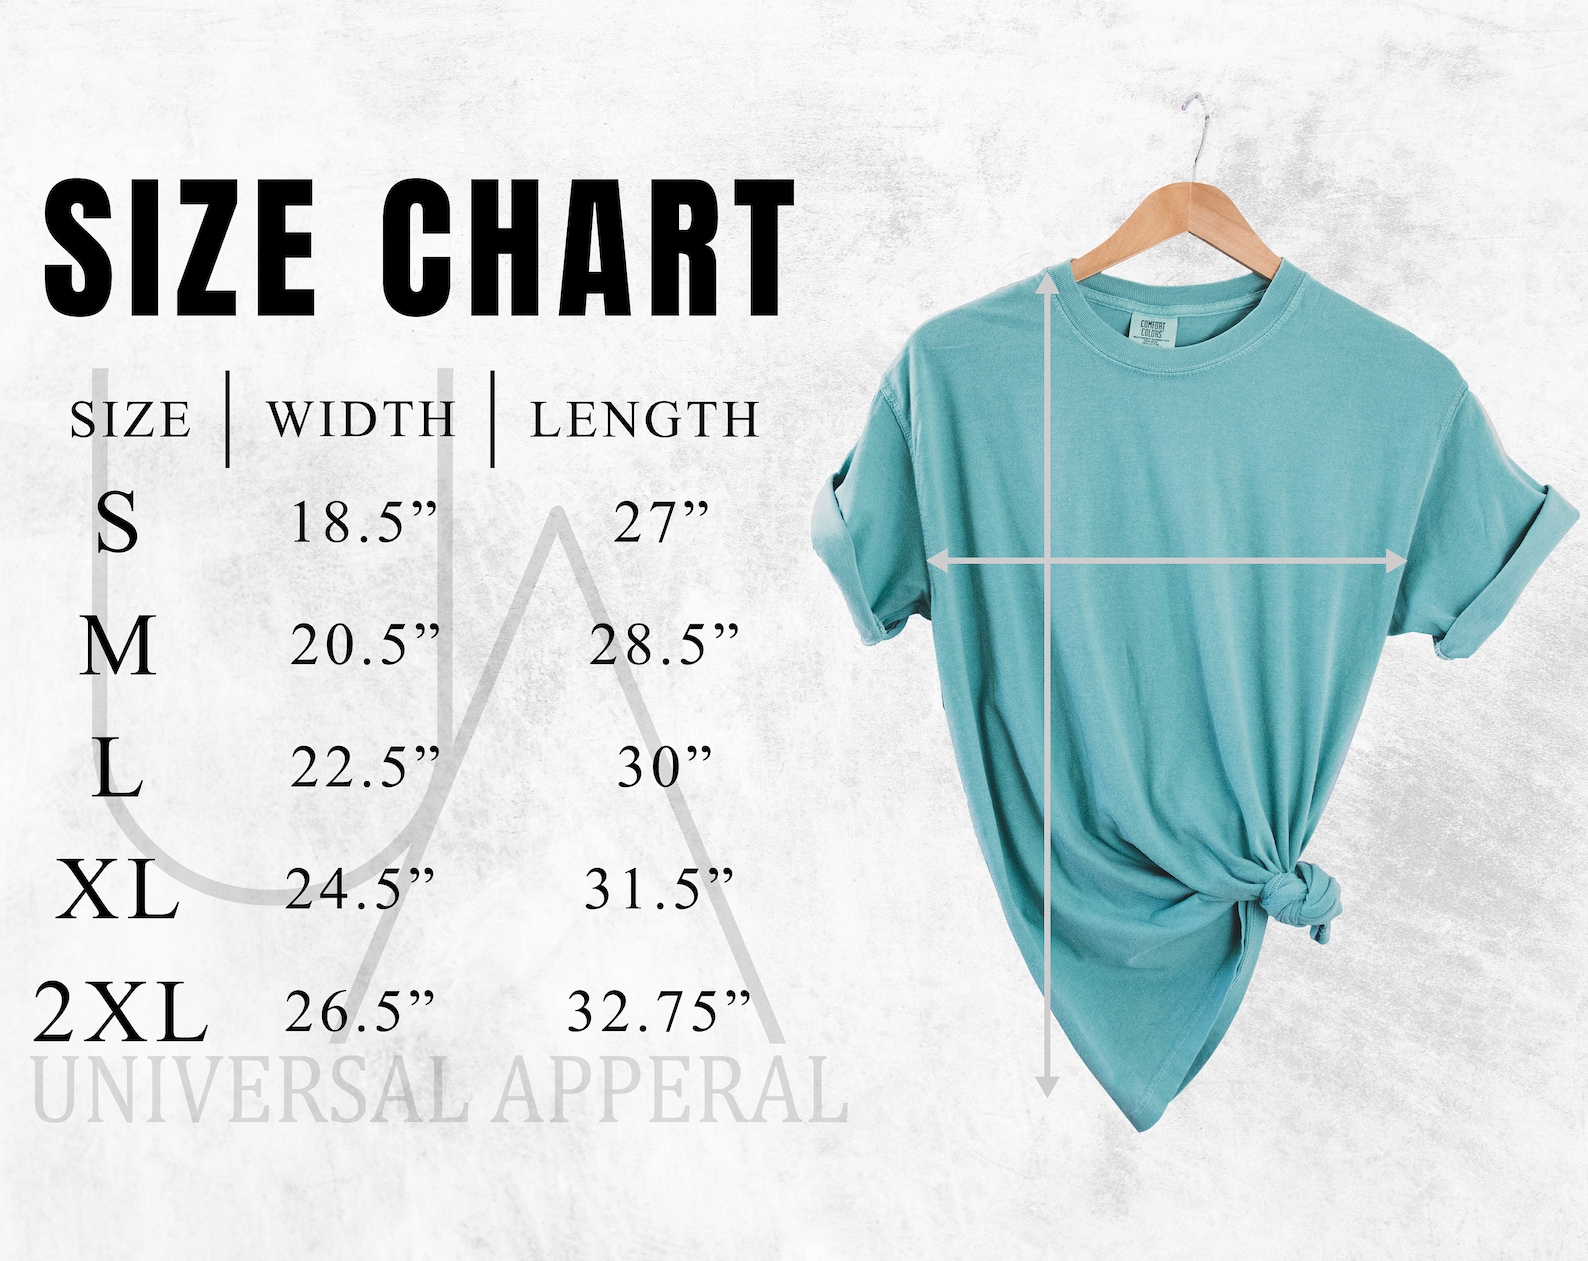 SIZE CHART
SIZE | WIDTH | LENGTH
S 18.5” 27”
M 20.5” 28.5”
L 22.5” 30”
XL 24.5” 31.5”
2XL 26.5” 32.75”
UA
UNIVERSAL APPERAL
COMFORT
COLORS